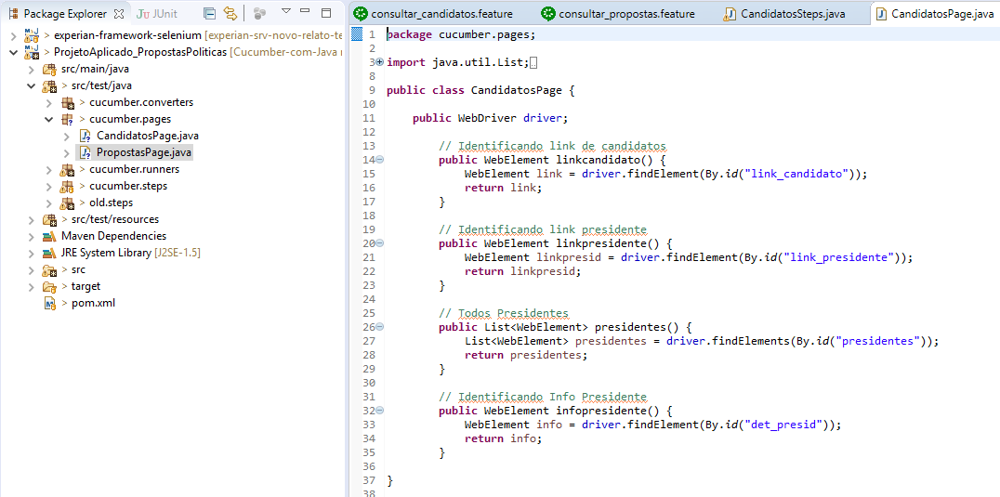 Package Explorer
JUnit
> experian-framework-selenium [experian-srv-novo-relato-te
> ProjetoAplicado_PropostasPoliticas [Cucumber-com-Java
> src/main/java
> src/test/java
> cucumber.converters
> cucumber.pages
CandidatosPage.java
PropostasPage.java
> cucumber.runners
> cucumber.steps
> old.steps
> src/test/resources
Maven Dependencies
JRE System Library [J2SE-1.5]
> src
> target
> pom.xml
consultar_candidatos.feature
consultar_propostas.feature
CandidatosSteps.java
CandidatosPage.java
1 package cucumber.pages;
2
3 import java.util.List;
8
9 public class CandidatosPage {
10
11 public WebDriver driver;
12
13 // Identificando link de candidatos
14 public WebElement linkcandidato() {
15 WebElement link = driver.findElement(By.id("link_candidato"));
16 return link;
17 }
18
19 // Identificando link presidente
20 public WebElement linkpresidente() {
21 WebElement linkpresid = driver.findElement(By.id("link_presidente"));
22 return linkpresid;
23 }
24
25 // Todos Presidentes
26 public List<WebElement> presidentes() {
27 List<WebElement> presidentes = driver.findElements(By.id("presidentes"));
28 return presidentes;
29 }
30
31 // Identificando Info Presidente
32 public WebElement infopresidente() {
33 WebElement info = driver.findElement(By.id("det_presid"));
34 return info;
35 }
36
37 }
38